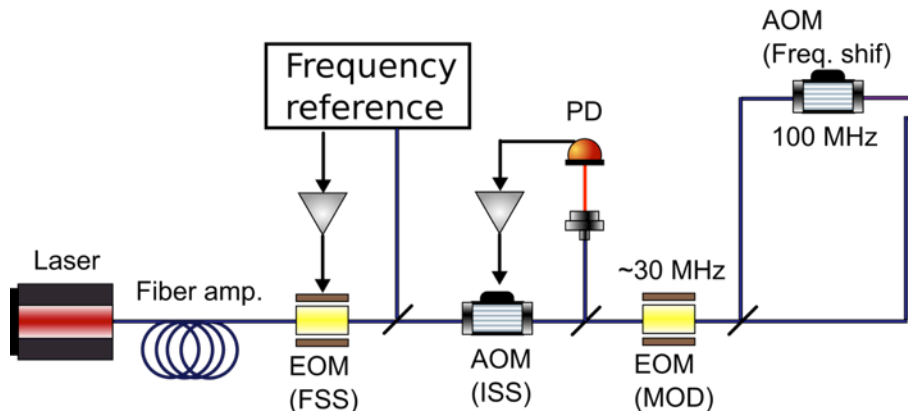 AOM
(Freq. shif)
Frequency
reference
PD
100 MHz
Laser
Fiber amp.
~30 MHz
EOM
(FSS)
AOM
(ISS)
EOM
(MOD)